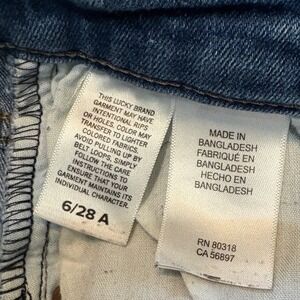 THIS LUCKY BRAND
GARMENT MAY HAVE
INTENTIONAL RIPS
OR HOLES. COLOR MAY
TRANSFER TO LIGHTER
COLORED FABRICS.
AVOID PULLING UP BY
BELT LOOPS, SIMPLY
FOLLOW THE CARE
INSTRUCTIONS TO
ENSURE THAT YOUR
GARMENT MAINTAINS ITS
INDIVIDUAL CHARACTER.
6/28 A
MADE IN
BANGLADESH
FABRIQUÉ EN
BANGLADESH
HECHO EN
BANGLADESH
RN 80318
CA 56897